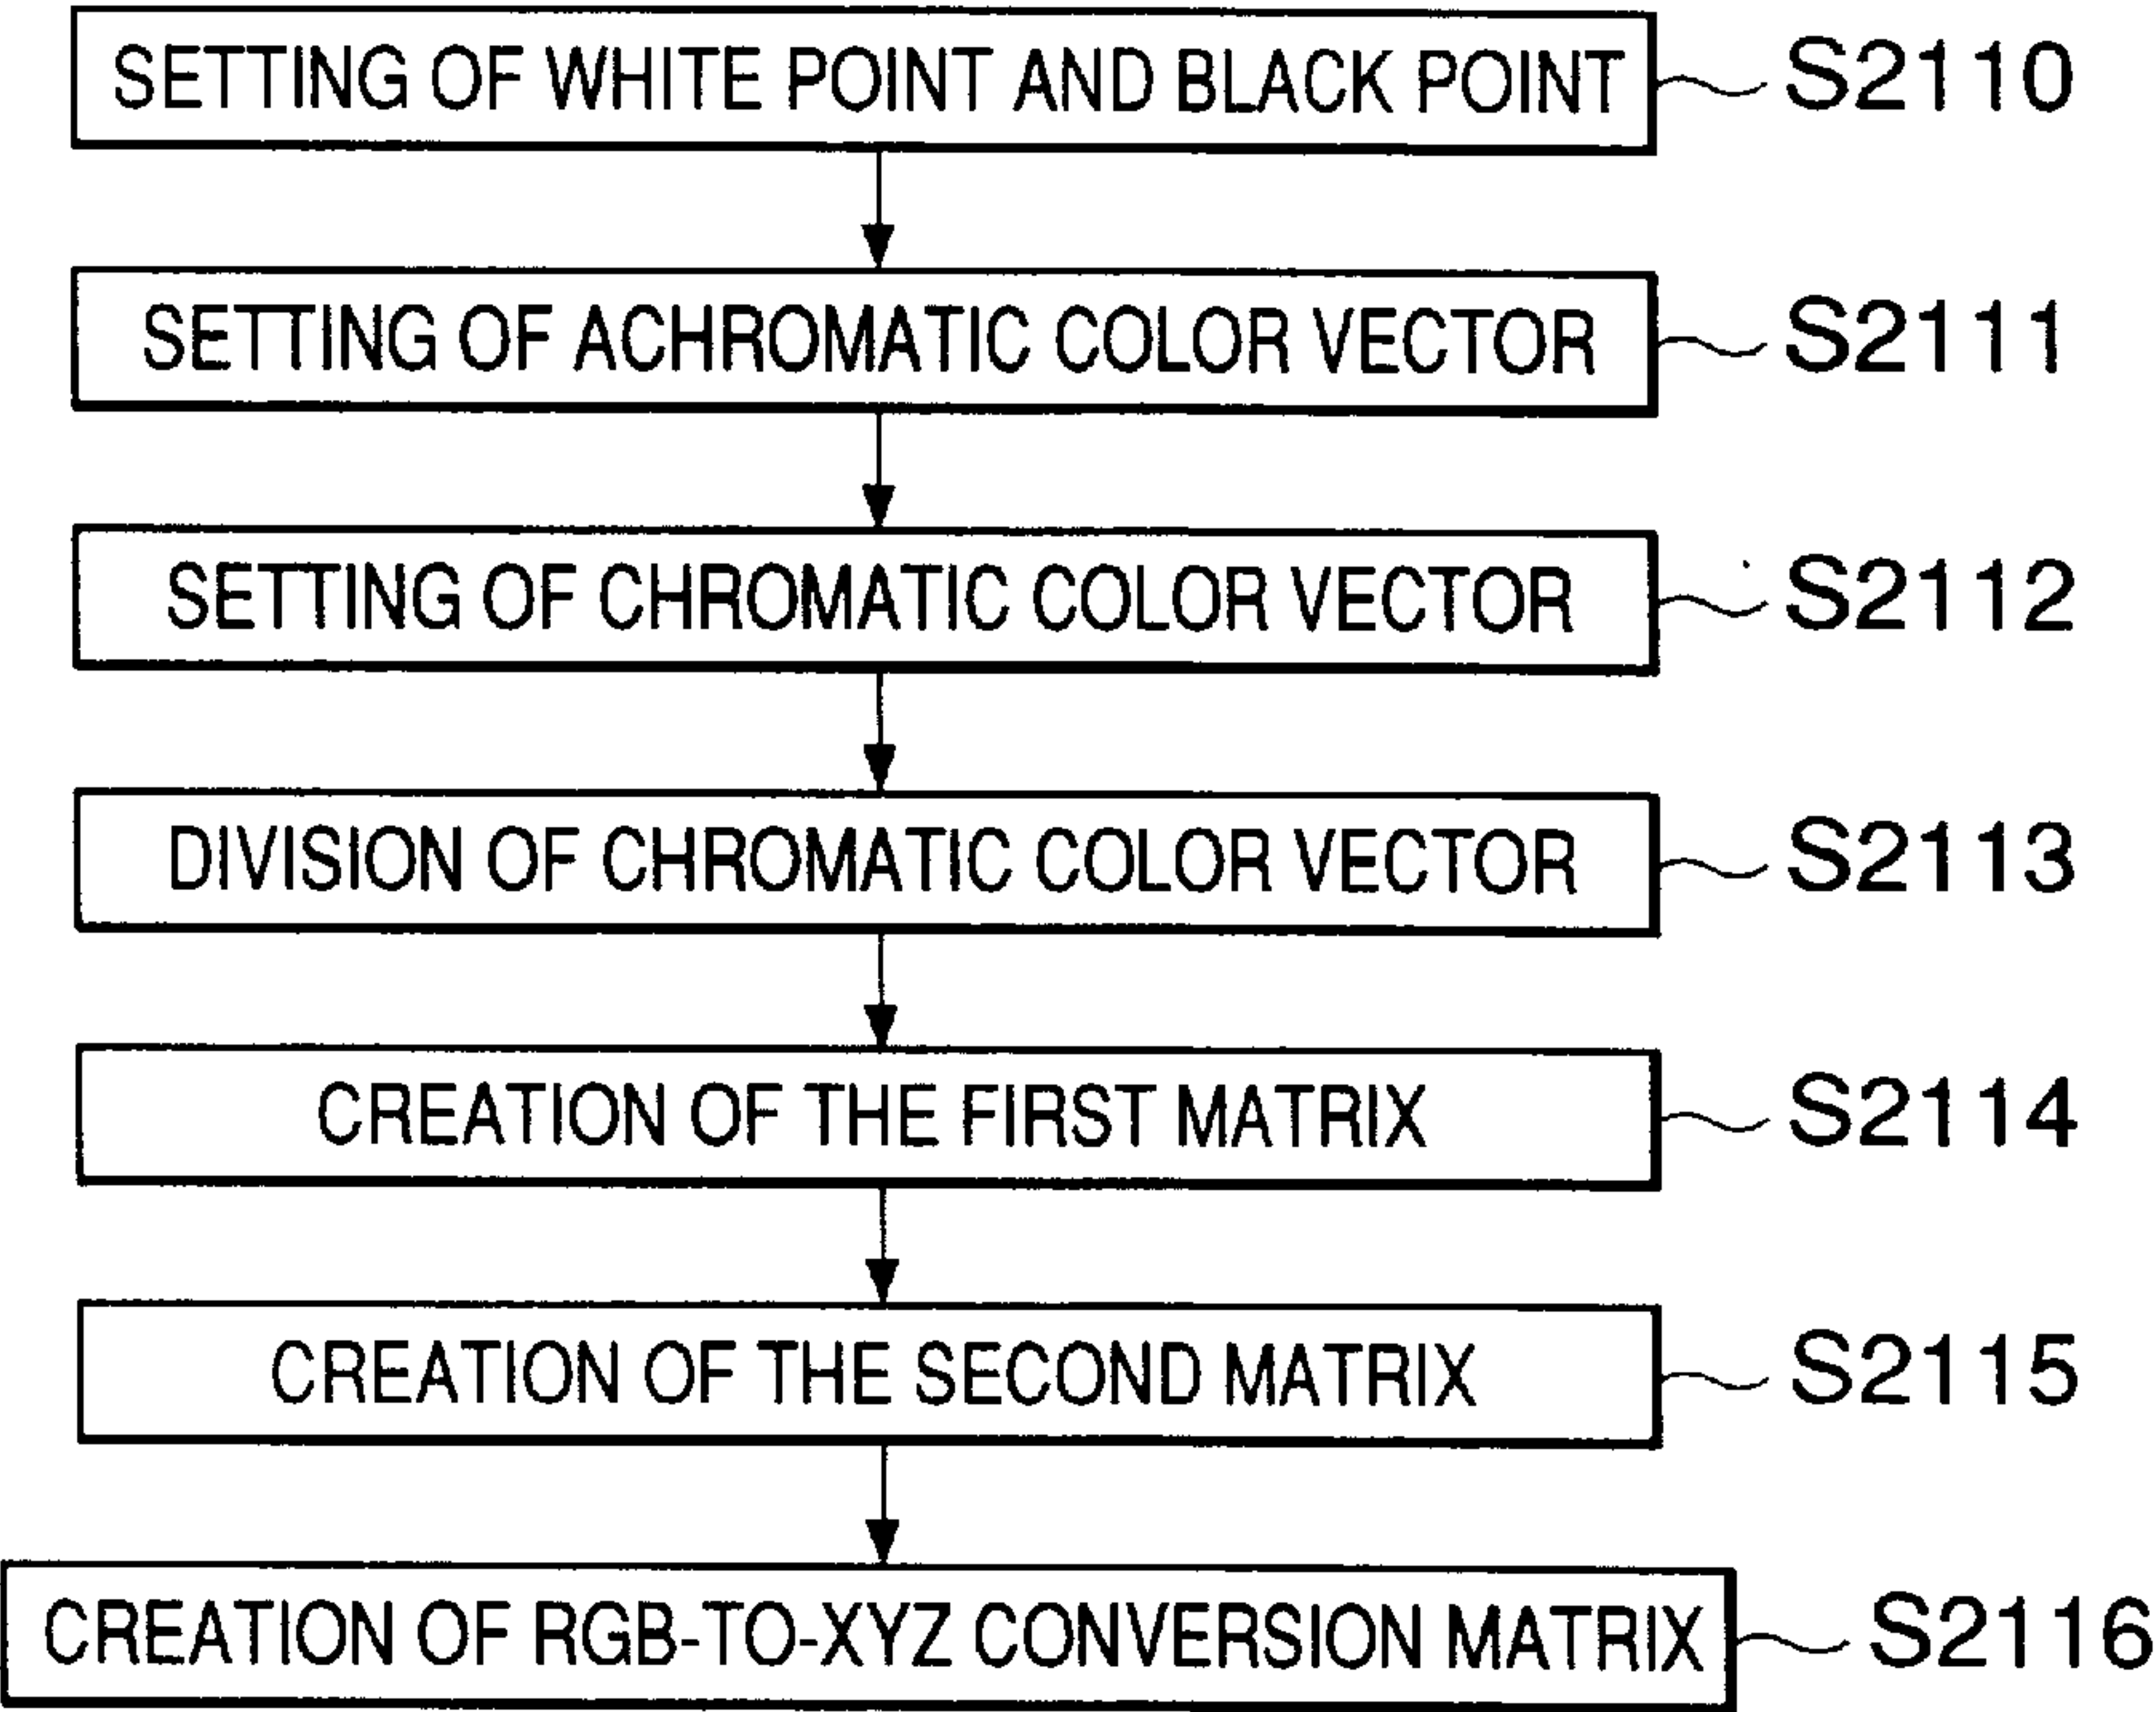 SETTING OF WHITE POINT AND BLACK POINT S2110
SETTING OF ACHROMATIC COLOR VECTOR S2111
SETTING OF CHROMATIC COLOR VECTOR S2112
DIVISION OF CHROMATIC COLOR VECTOR S2113
CREATION OF THE FIRST MATRIX S2114
CREATION OF THE SECOND MATRIX S2115
CREATION OF RGB-TO-XYZ CONVERSION MATRIX S2116